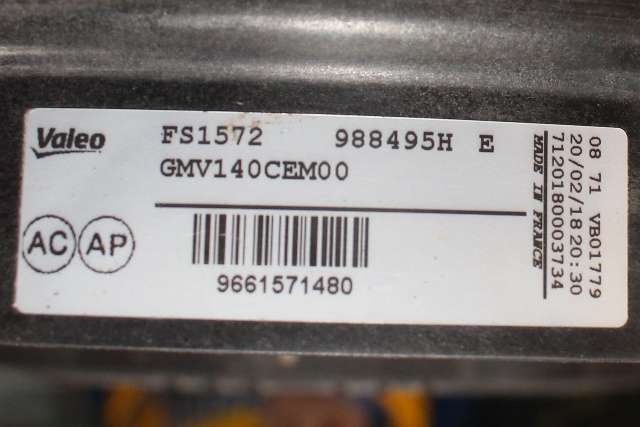 Valeo
FS1572 988495H E
GMV140CEM00
AC AP
9661571480
MADE IN FRANCE
7120180003734
20/02/18 20:30
08 71 VB01779